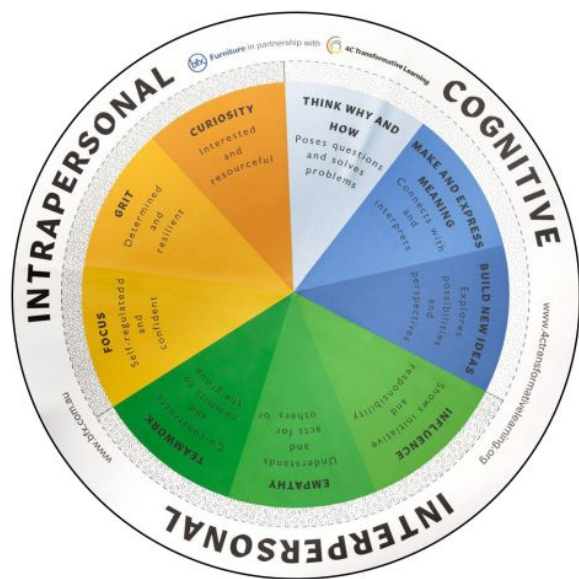 bfx Furniture in partnership with 4C Transformative Learning
INTRAPERSONAL
COGNITIVE
INTERPERSONAL
THINK WHY AND
HOW
Poses questions
and solves
problems
MAKE AND EXPRESS
MEANING
Connects with
and
interprets
BUILD NEW IDEAS
Explores
possibilities
and
perspectives
INFLUENCE
Shows initiative
and
responsibility
EMPATHY
Understands
and
acts for
others or
TEAMWORK
Co-constructs
and
commits to
the group
FOCUS
Self-regulated
and
confident
GRIT
Determined
and
resilient
CURIOSITY
Interested
and
resourceful
www.4ctransformativelearning.org
www.bfx.com.au